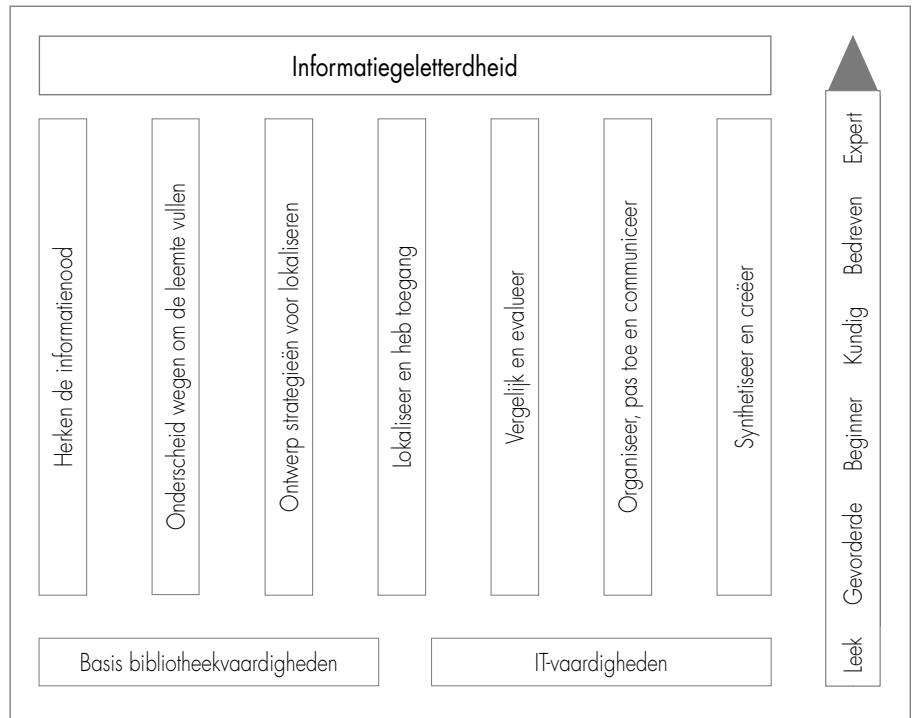 Informatiegeletterdheid
Herken de informatienood
Onderscheid wegen om de leemte vullen
Ontwerp strategieën voor lokaliseren
Lokaliseer en heb toegang
Vergelijk en evalueer
Organiseer, pas toe en communiceer
Synthetiseer en creëer
Basis bibliotheekvaardigheden
IT-vaardigheden
Leek Gevorderde Beginner Kundig Bedreven Expert